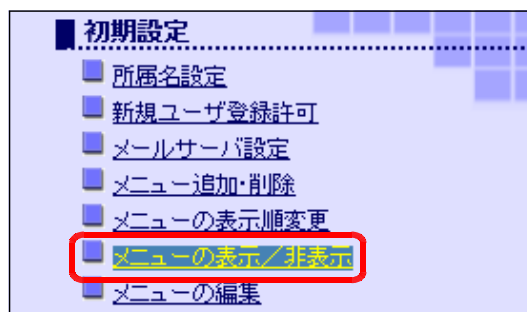 初期設定
所属名設定
新規ユーザ登録許可
メールサーバ設定
メニュー追加・削除
メニューの表示順変更
メニューの表示／非表示
メニューの編集